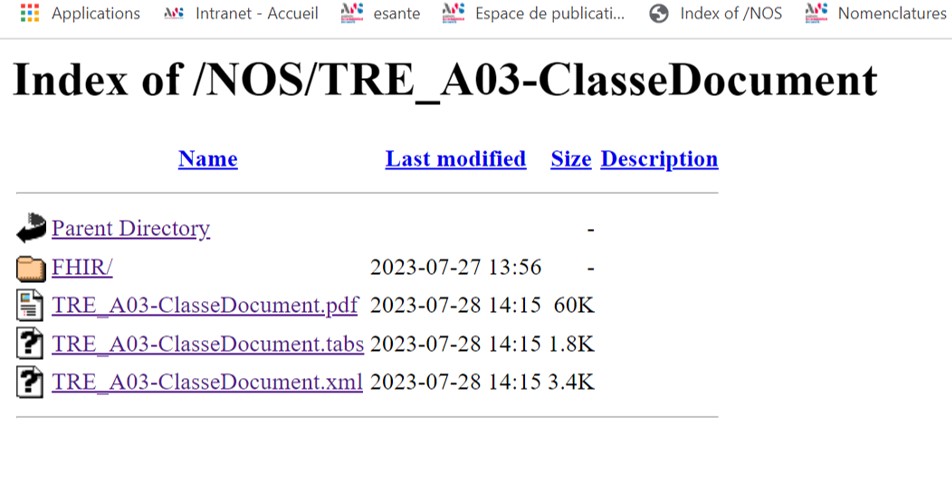 Applications Intranet - Accueil esante Espace de publicati... Index of /NOS Nomenclatures
Index of /NOS/TRE_A03-ClasseDocument
Name Last modified Size Description
Parent Directory -
FHIR/ 2023-07-27 13:56 -
TRE_A03-ClasseDocument.pdf 2023-07-28 14:15 60K
TRE_A03-ClasseDocument.tabs 2023-07-28 14:15 1.8K
TRE_A03-ClasseDocument.xml 2023-07-28 14:15 3.4K